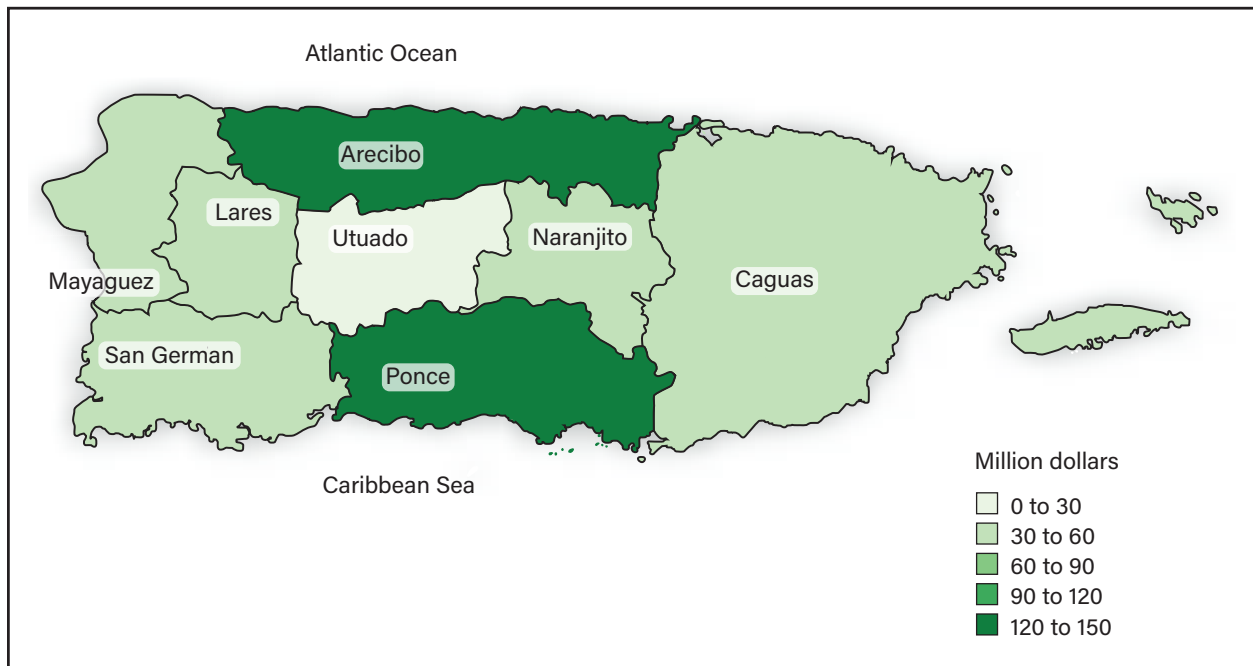 Atlantic Ocean
Arecibo
Lares
Utuado
Naranjito
Mayaguez
Caguas
San German
Ponce
Caribbean Sea
Million dollars
0 to 30
30 to 60
60 to 90
90 to 120
120 to 150